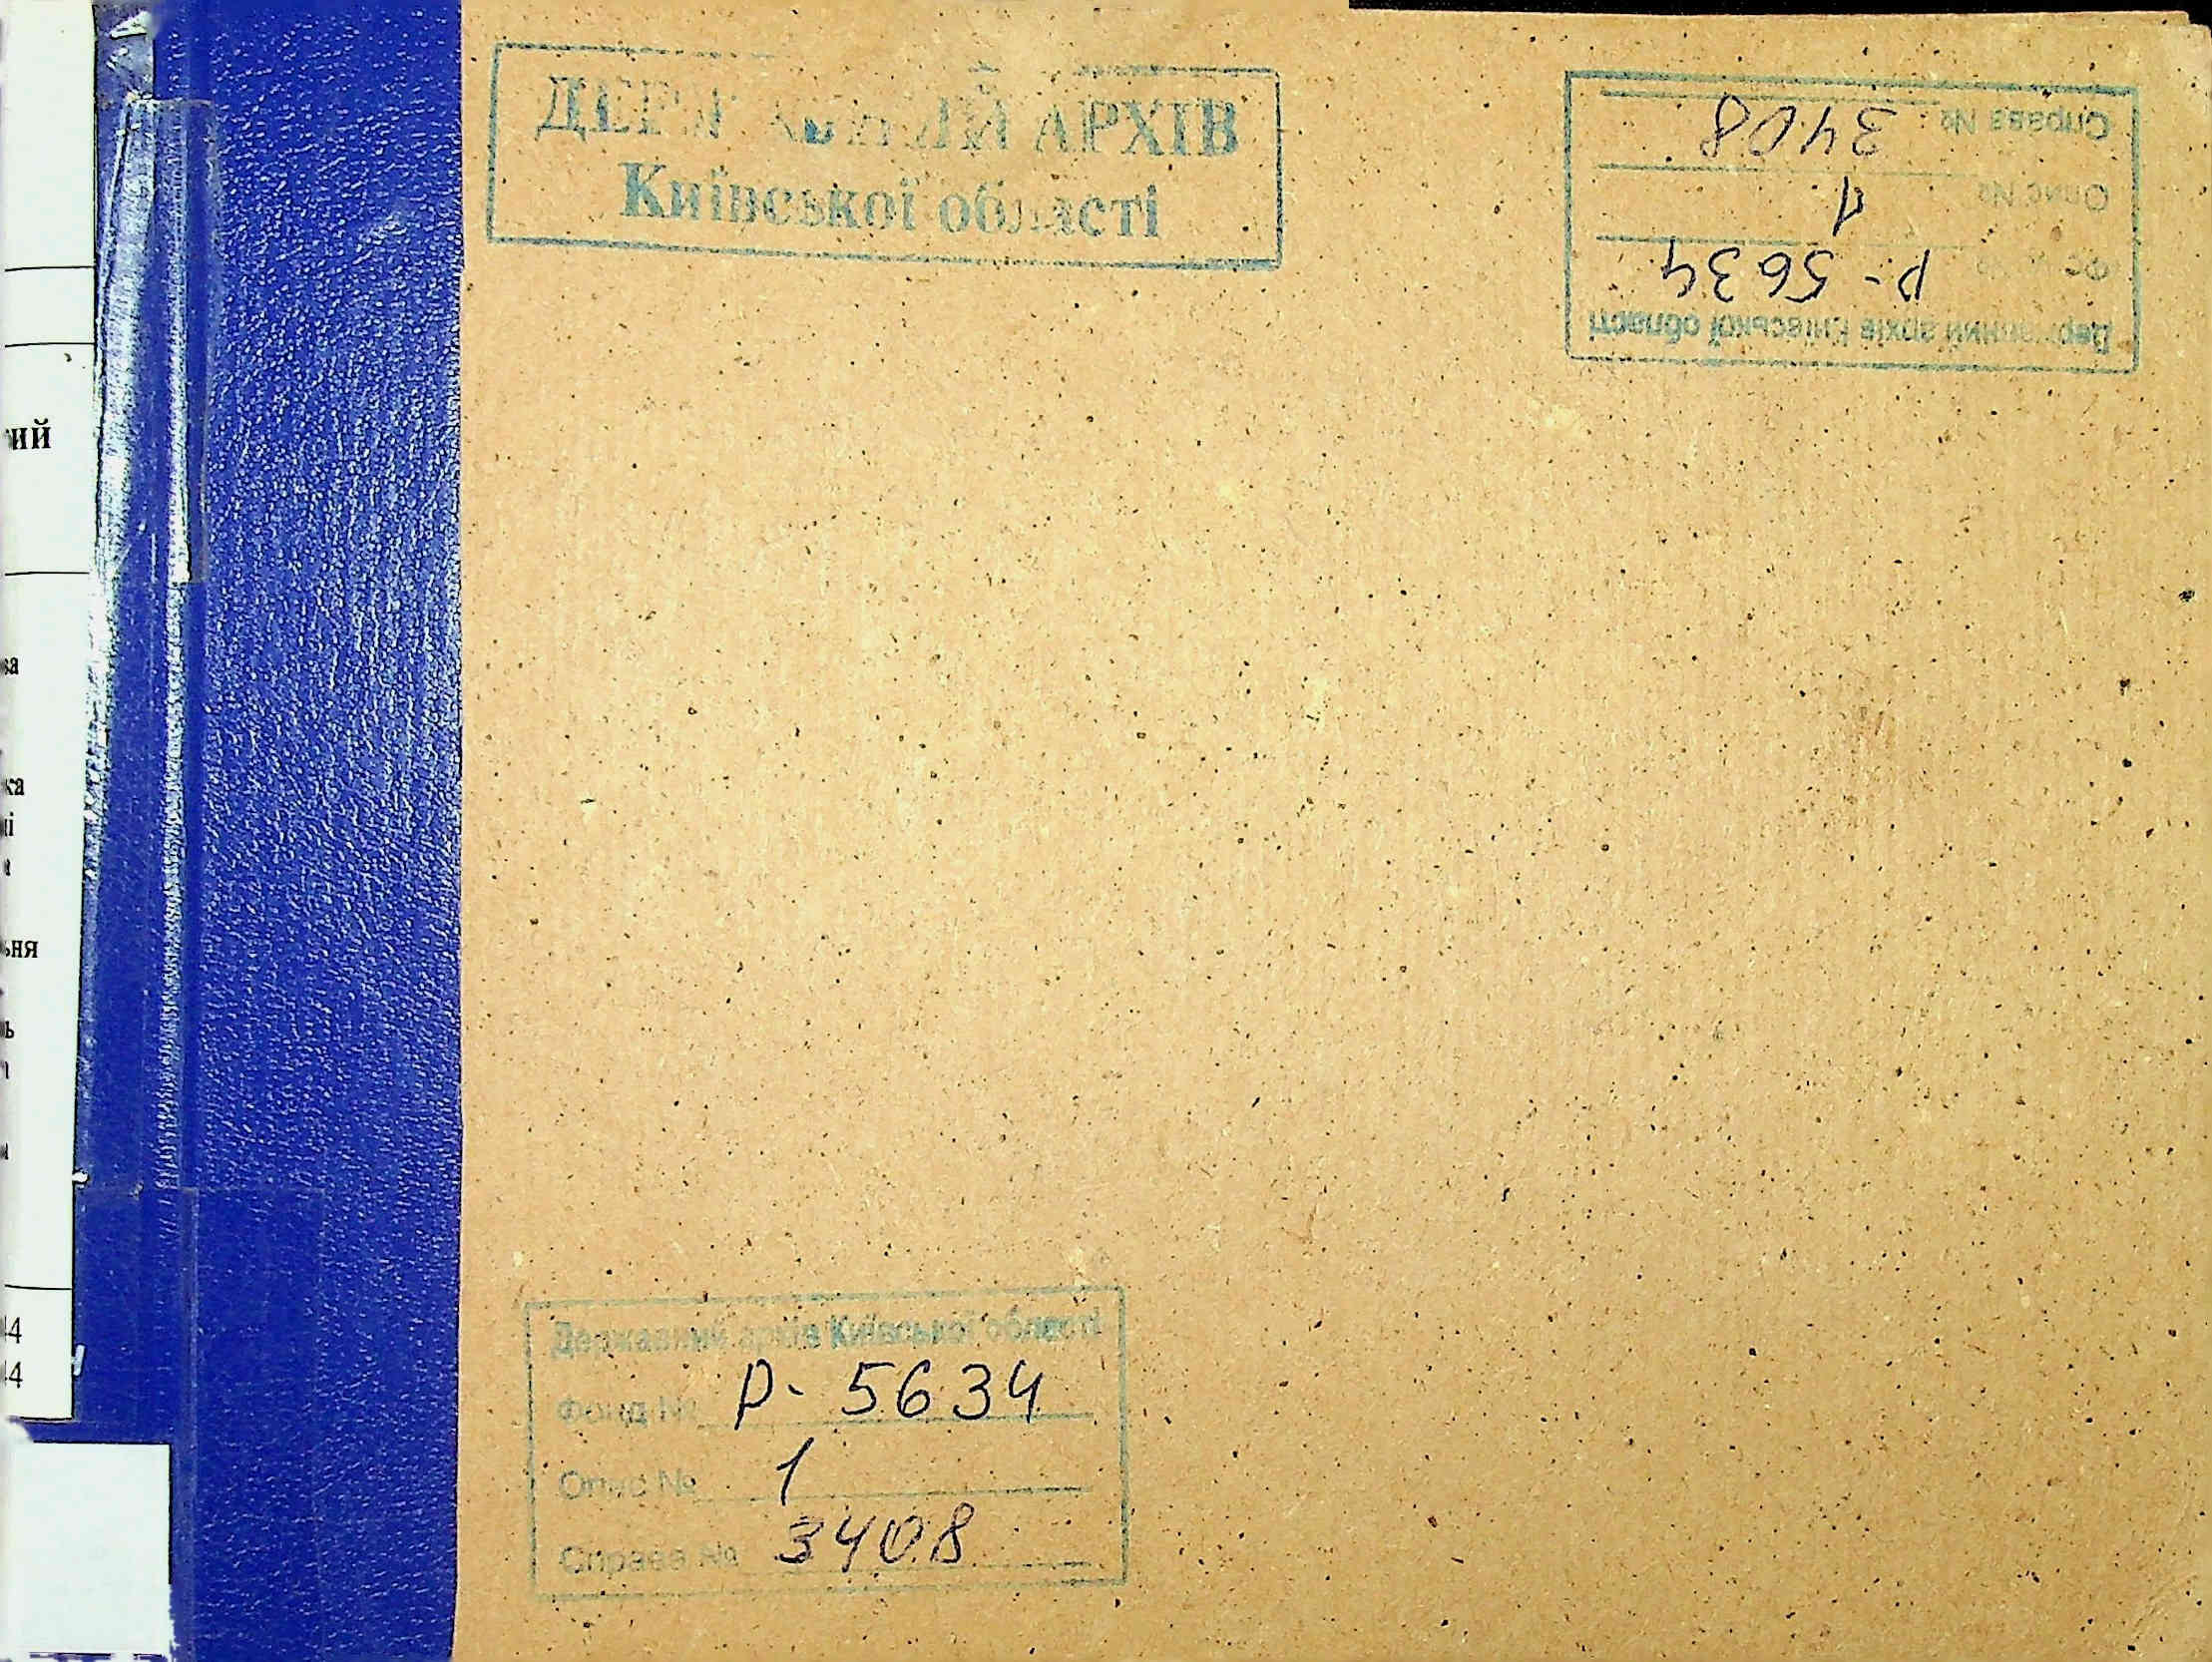 ДЕРЖАВНИЙ АРХІВ
Київської області
Справа № 3408
Опис № 1
Р-5634
Державний архів Київської області
ий
ва
ка
ьня
44
44
Державний архів Київської області
Фонд № Р-5634
Опис № 1
Справа № 3408